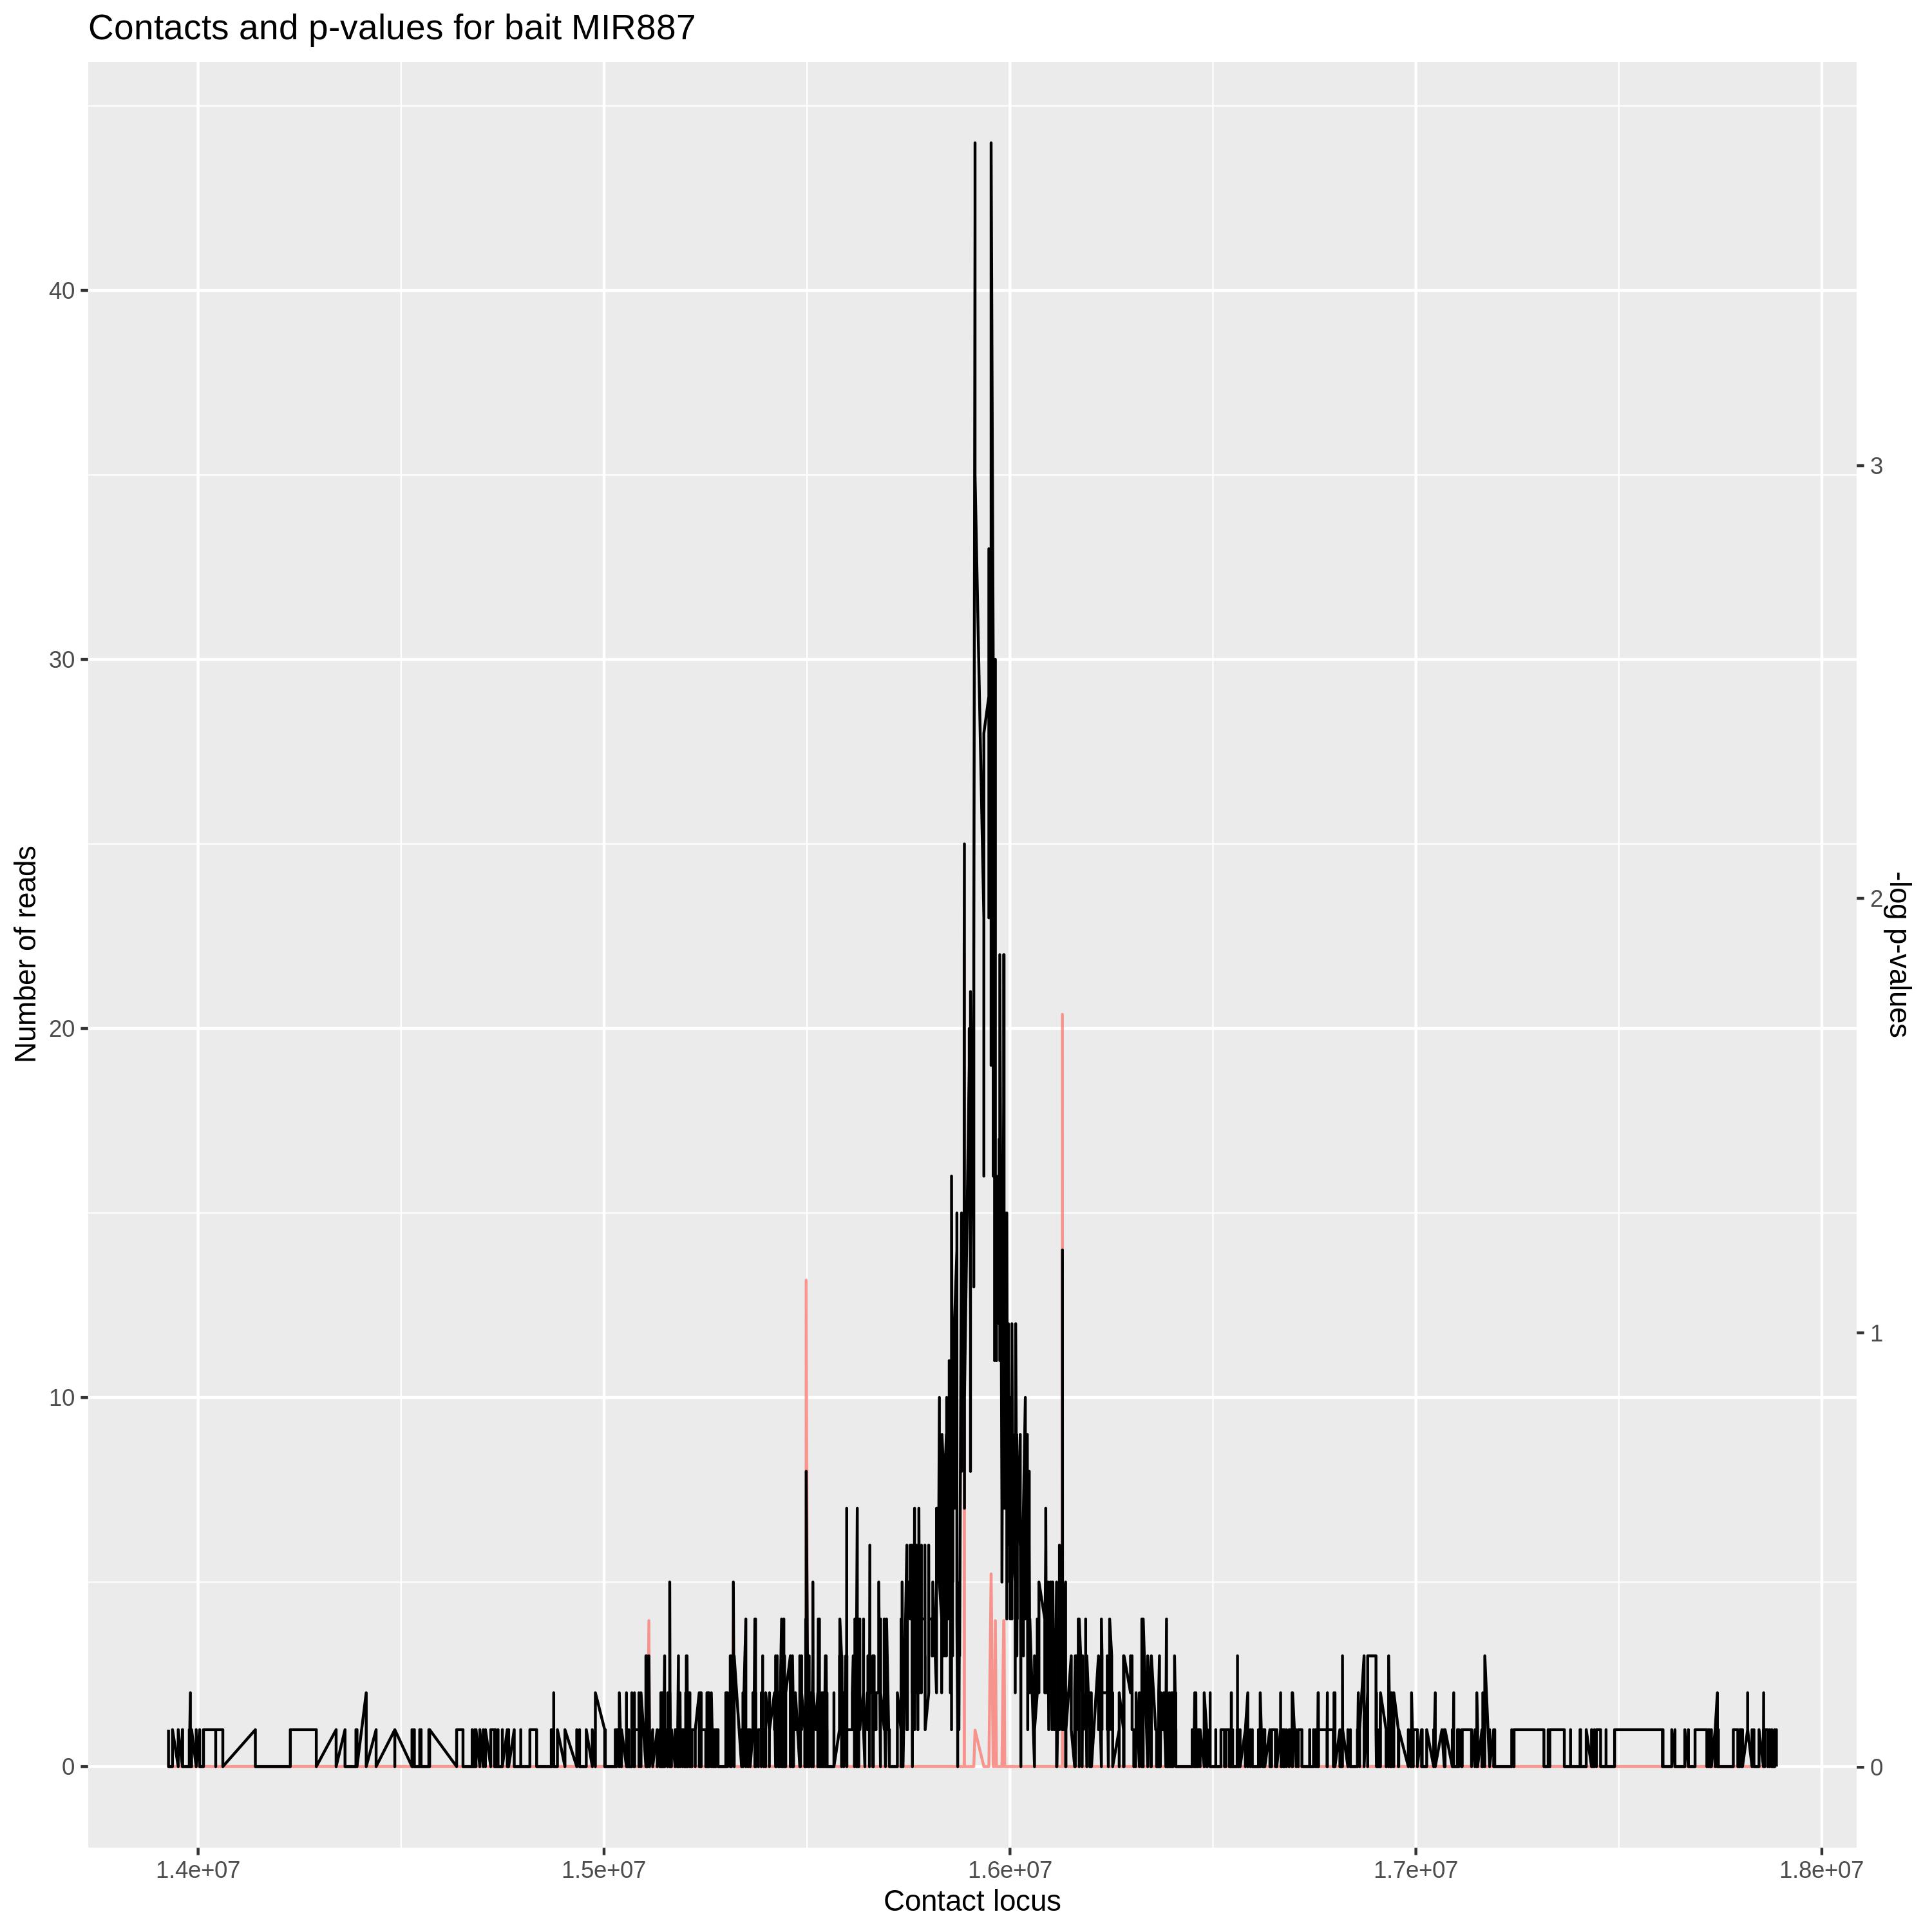 Contacts and p-values for bait MIR887
40
30
20
10
0
Number of reads
3
2
1
0
-log p-values
1.4e+07 1.5e+07 1.6e+07 1.7e+07 1.8e+07
Contact locus